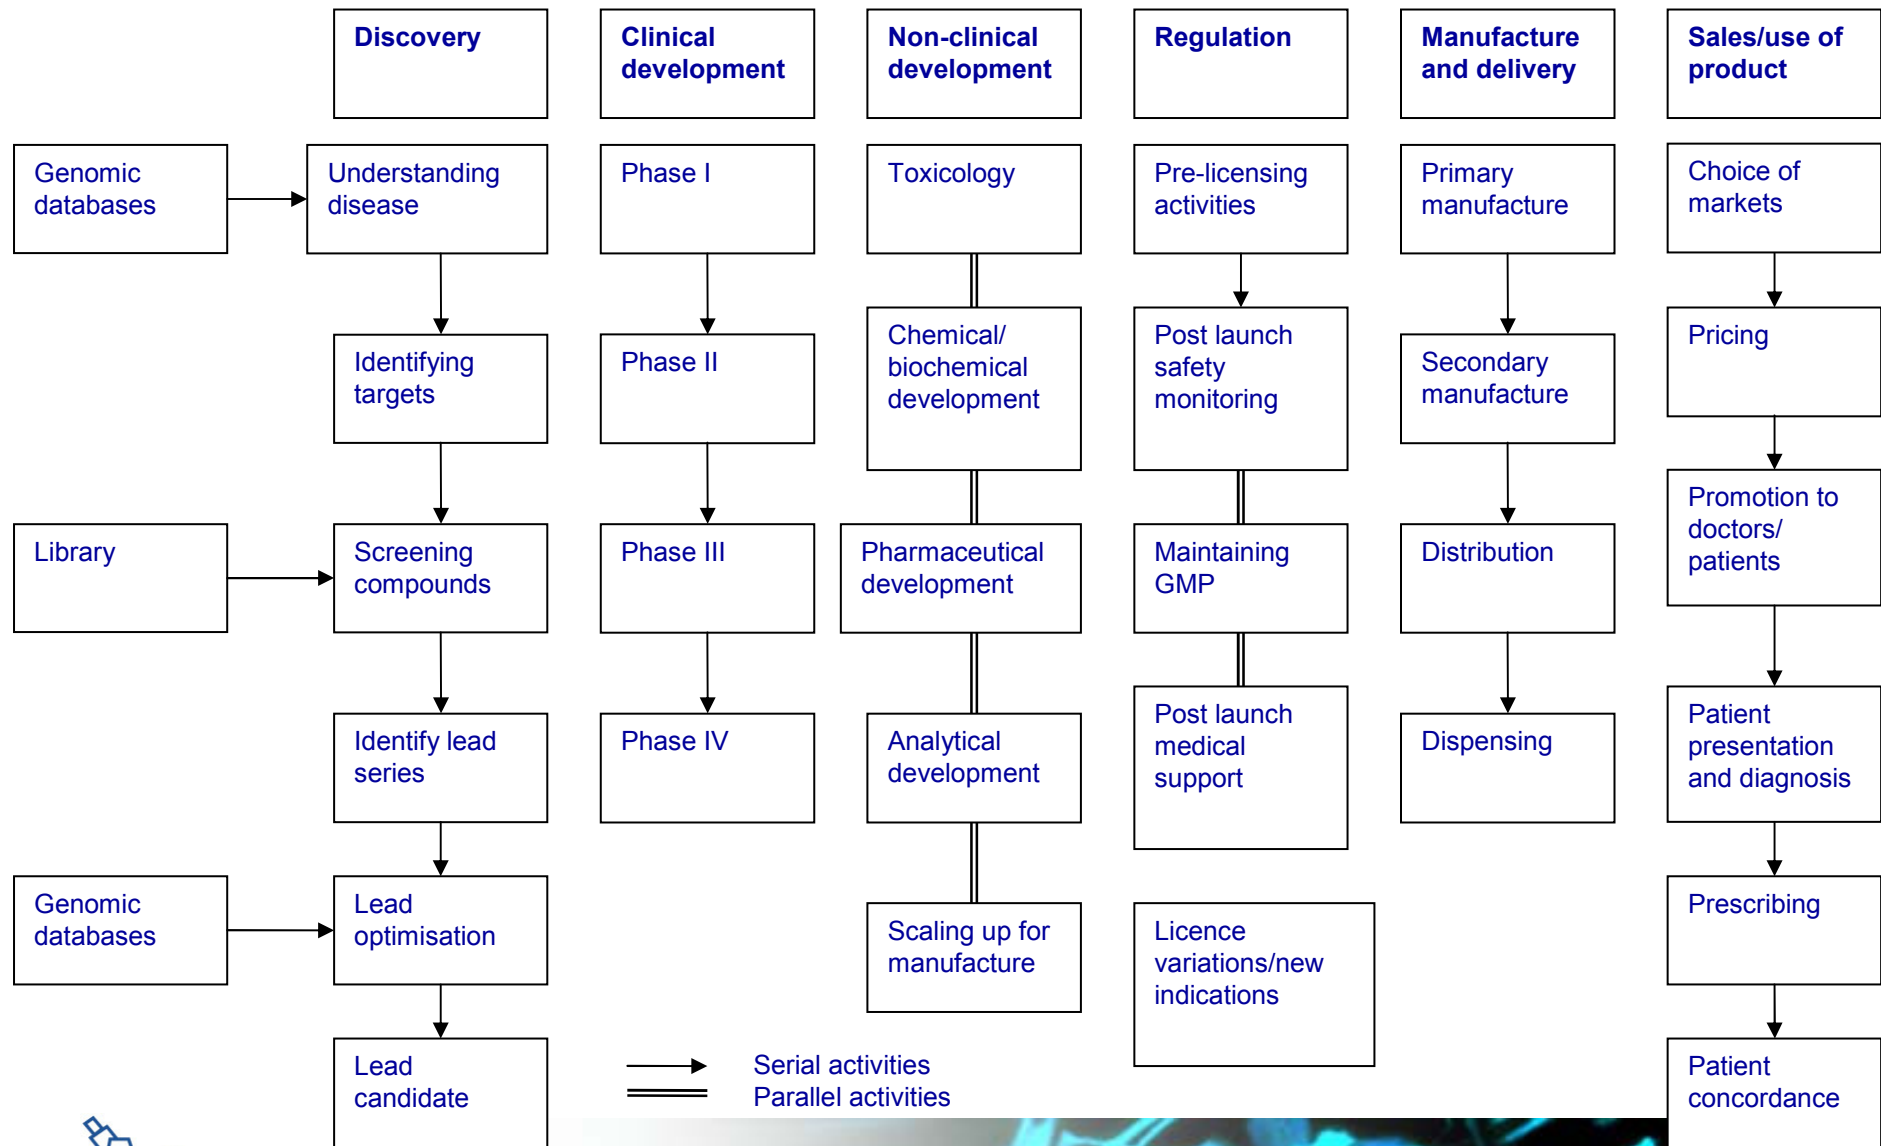 Discovery
Clinical
development
Non-clinical
development
Regulation
Manufacture
and delivery
Sales/use of
product
Genomic
databases
Understanding
disease
Phase I
Toxicology
Pre-licensing
activities
Primary
manufacture
Choice of
markets
Identifying
targets
Phase II
Chemical/
biochemical
development
Post launch
safety
monitoring
Secondary
manufacture
Pricing
Library
Screening
compounds
Phase III
Pharmaceutical
development
Maintaining
GMP
Distribution
Promotion to
doctors/
patients
Identify lead
series
Phase IV
Analytical
development
Post launch
medical
support
Dispensing
Patient
presentation
and diagnosis
Genomic
databases
Lead
optimisation
Scaling up for
manufacture
Licence
variations/new
indications
Prescribing
Lead
candidate
Serial activities
Parallel activities
Patient
concordance